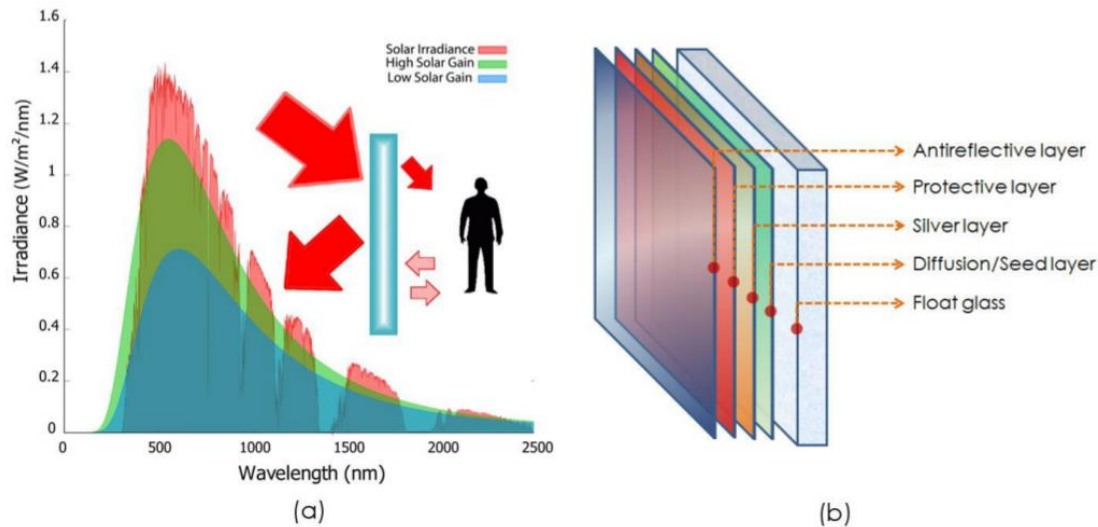 1.6
1.4
1.2
1
0.8
0.6
0.4
0.2
0
Irradiance (W/m²/nm)
Solar Irradiance
High Solar Gain
Low Solar Gain
0 500 1000 1500 2000 2500
Wavelength (nm)
(a)
Antireflective layer
Protective layer
Silver layer
Diffusion/Seed layer
Float glass
(b)